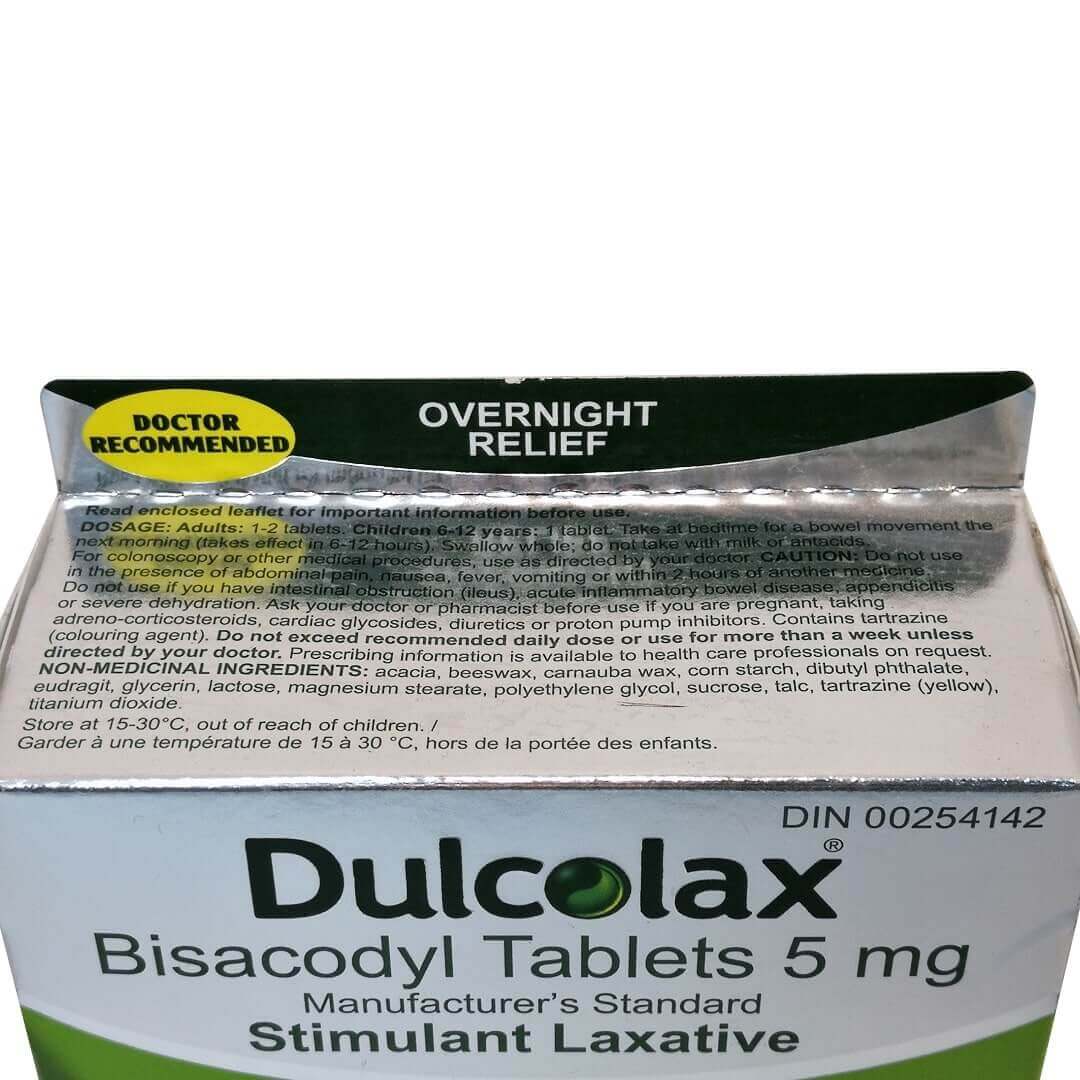 DOCTOR
RECOMMENDED
OVERNIGHT
RELIEF
Read enclosed leaflet for important information before use.
DOSAGE: Adults: 1-2 tablets. Children 6-12 years: 1 tablet. Take at bedtime for a bowel movement the
next morning (takes effect in 6-12 hours). Swallow whole; do not take with milk or antacids.
For colonoscopy or other medical procedures, use as directed by your doctor. CAUTION: Do not use
in the presence of abdominal pain, nausea, fever, vomiting or within 2 hours of another medicine.
Do not use if you have intestinal obstruction (ileus), acute inflammatory bowel disease, appendicitis
or severe dehydration. Ask your doctor or pharmacist before use if you are pregnant, taking
adreno-corticosteroids, cardiac glycosides, diuretics or proton pump inhibitors. Contains tartrazine
(colouring agent). Do not exceed recommended daily dose or use for more than a week unless
directed by your doctor. Prescribing information is available to health care professionals on request.
NON-MEDICINAL INGREDIENTS: acacia, beeswax, carnauba wax, corn starch, dibutyl phthalate,
eudragit, glycerin, lactose, magnesium stearate, polyethylene glycol, sucrose, talc, tartrazine (yellow),
titanium dioxide.
Store at 15-30°C, out of reach of children. /
Garder à une température de 15 à 30 °C, hors de la portée des enfants.
DIN 00254142
Dulcolax®
Bisacodyl Tablets 5 mg
Manufacturer's Standard
Stimulant Laxative